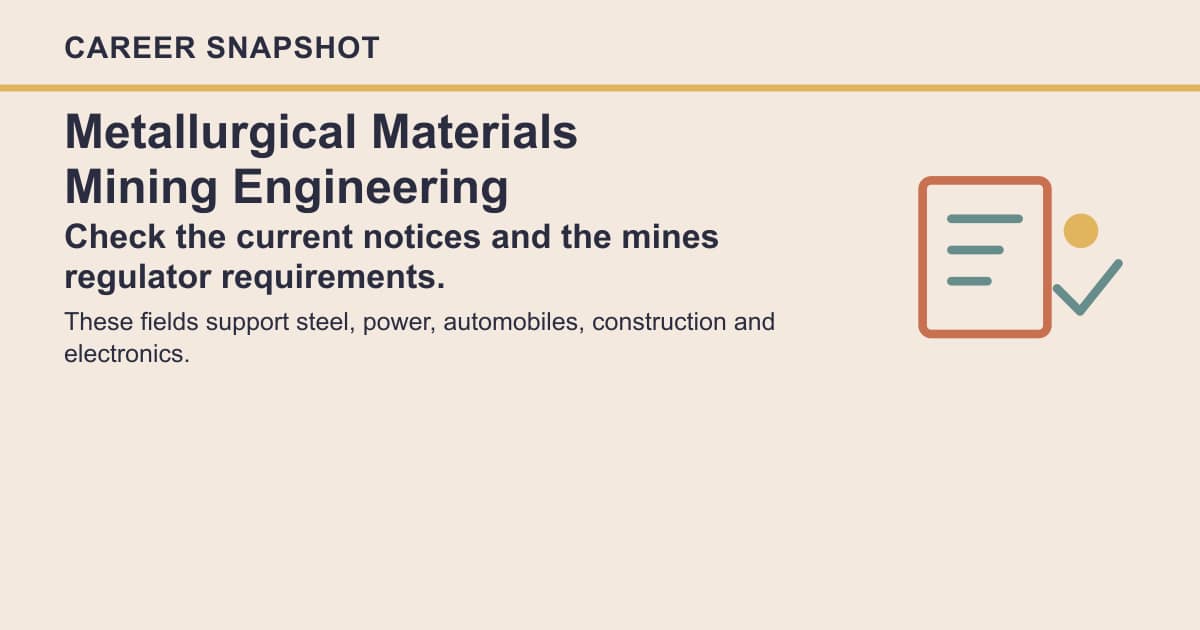 CAREER SNAPSHOT
Metallurgical Materials
Mining Engineering
Check the current notices and the mines
regulator requirements.
These fields support steel, power, automobiles, construction and
electronics.